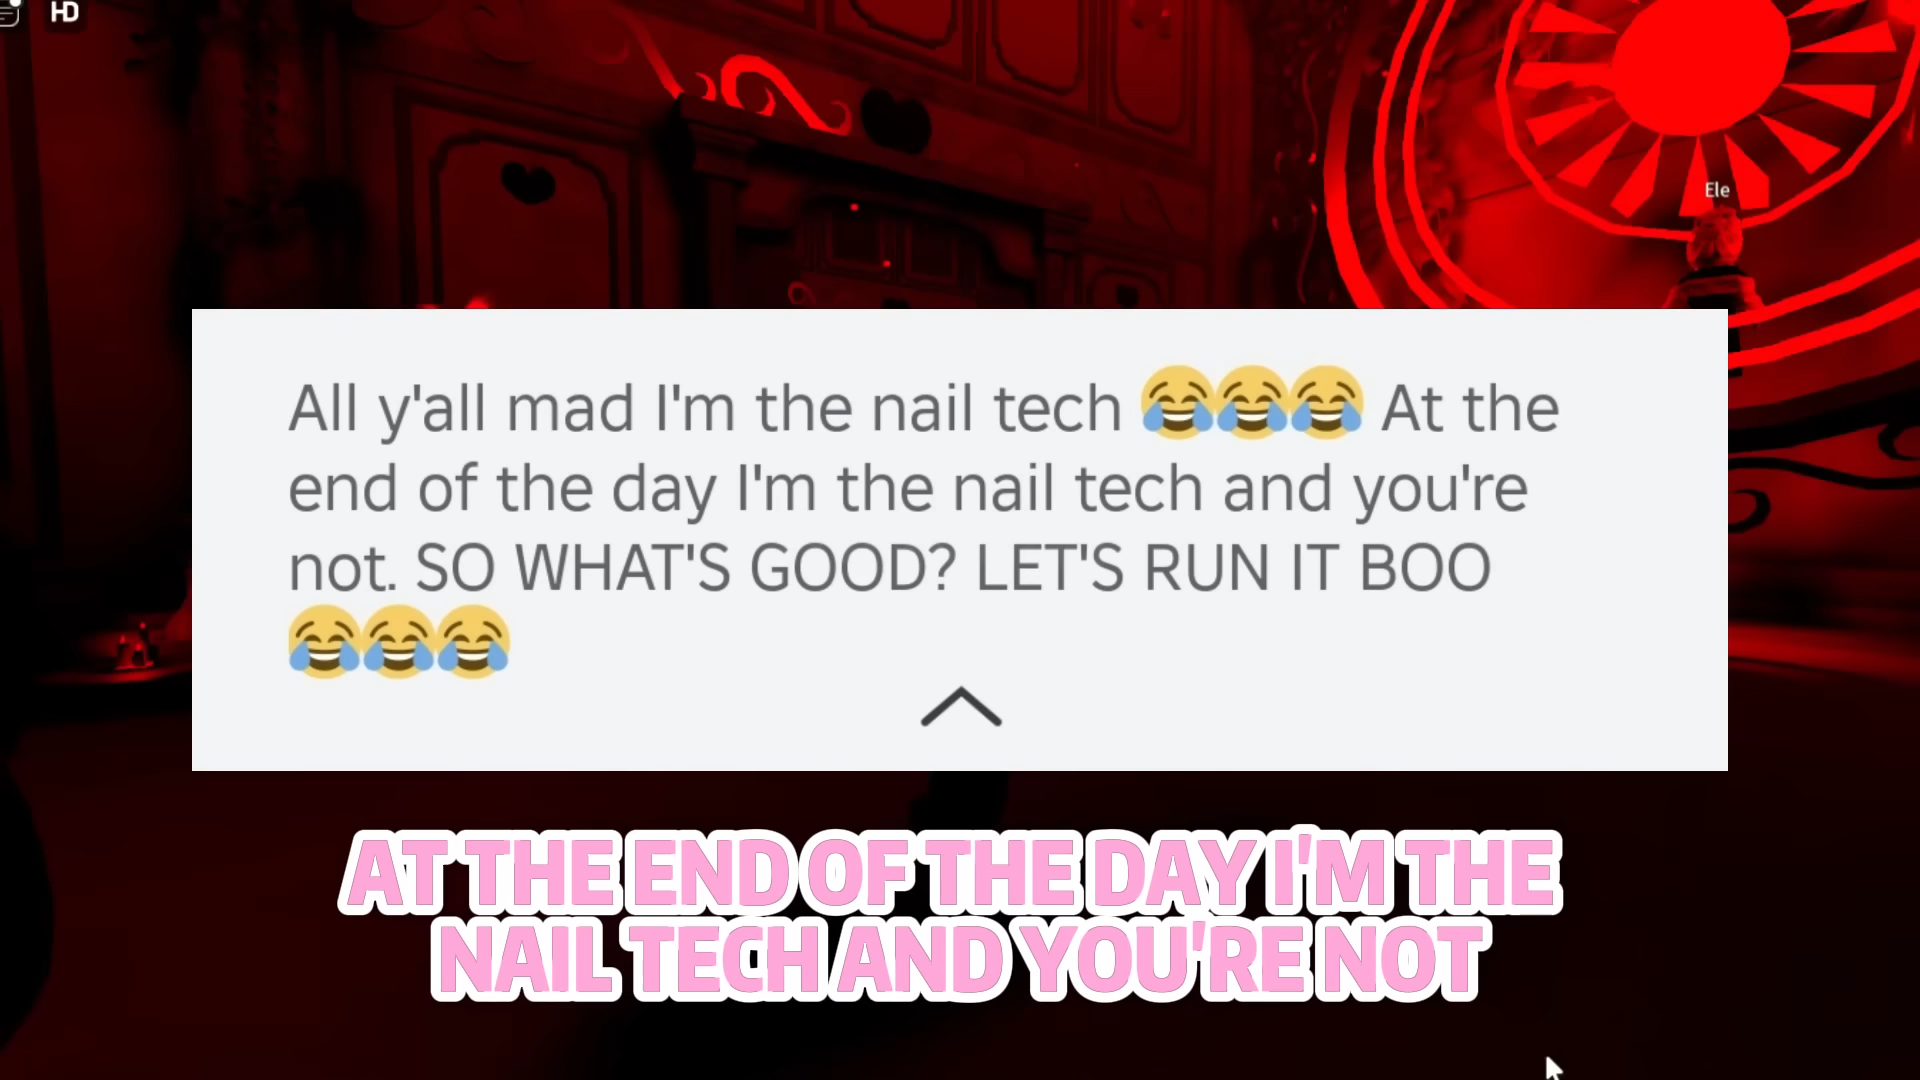 HD
Ele
All y'all mad I'm the nail tech 😂😂😂 At the
end of the day I'm the nail tech and you're
not. SO WHAT'S GOOD? LET'S RUN IT BOO
😂😂😂
AT THE END OF THE DAY I'M THE
NAIL TECH AND YOU'RE NOT